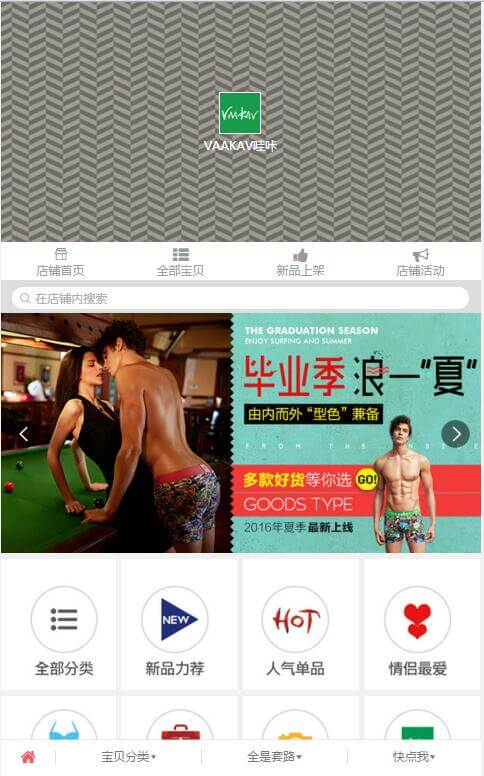 VAAKAV
VAAKAV哇咔
店铺首页
全部宝贝
新品上架
店铺活动
在店铺内搜索
THE GRADUATION SEASON
ENJOY SURFING AND SUMMER
毕业季 浪一"夏"
由内而外"型色"兼备
多款好货等你选 GO!
GOODS TYPE
2016年夏季最新上线
NEW
HOT
全部分类
新品力荐
人气单品
情侣最爱
宝贝分类▾
全是套路▾
快点我▾